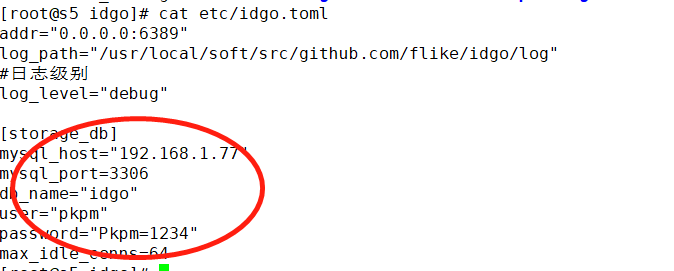 [root@s5 idgo]# cat etc/idgo.toml
addr="0.0.0.0:6389"
log_path="/usr/local/soft/src/github.com/flike/idgo/log"
#日志级别
log_level="debug"
[storage_db]
mysql_host="192.168.1.77"
mysql_port=3306
db_name="idgo"
user="pkpm"
password="Pkpm=1234"
max_idle_conns=64
[root@s5 idgo]#